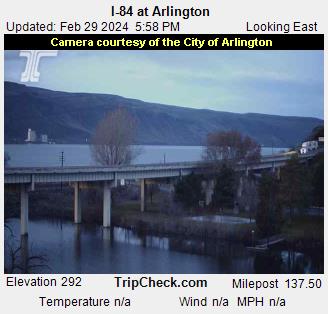 I-84 at Arlington
Updated: Feb 29 2024 5:58 PM Looking East
Camera courtesy of the City of Arlington
Elevation 292 TripCheck.com Milepost 137.50
Temperature n/a Wind n/a MPH n/a